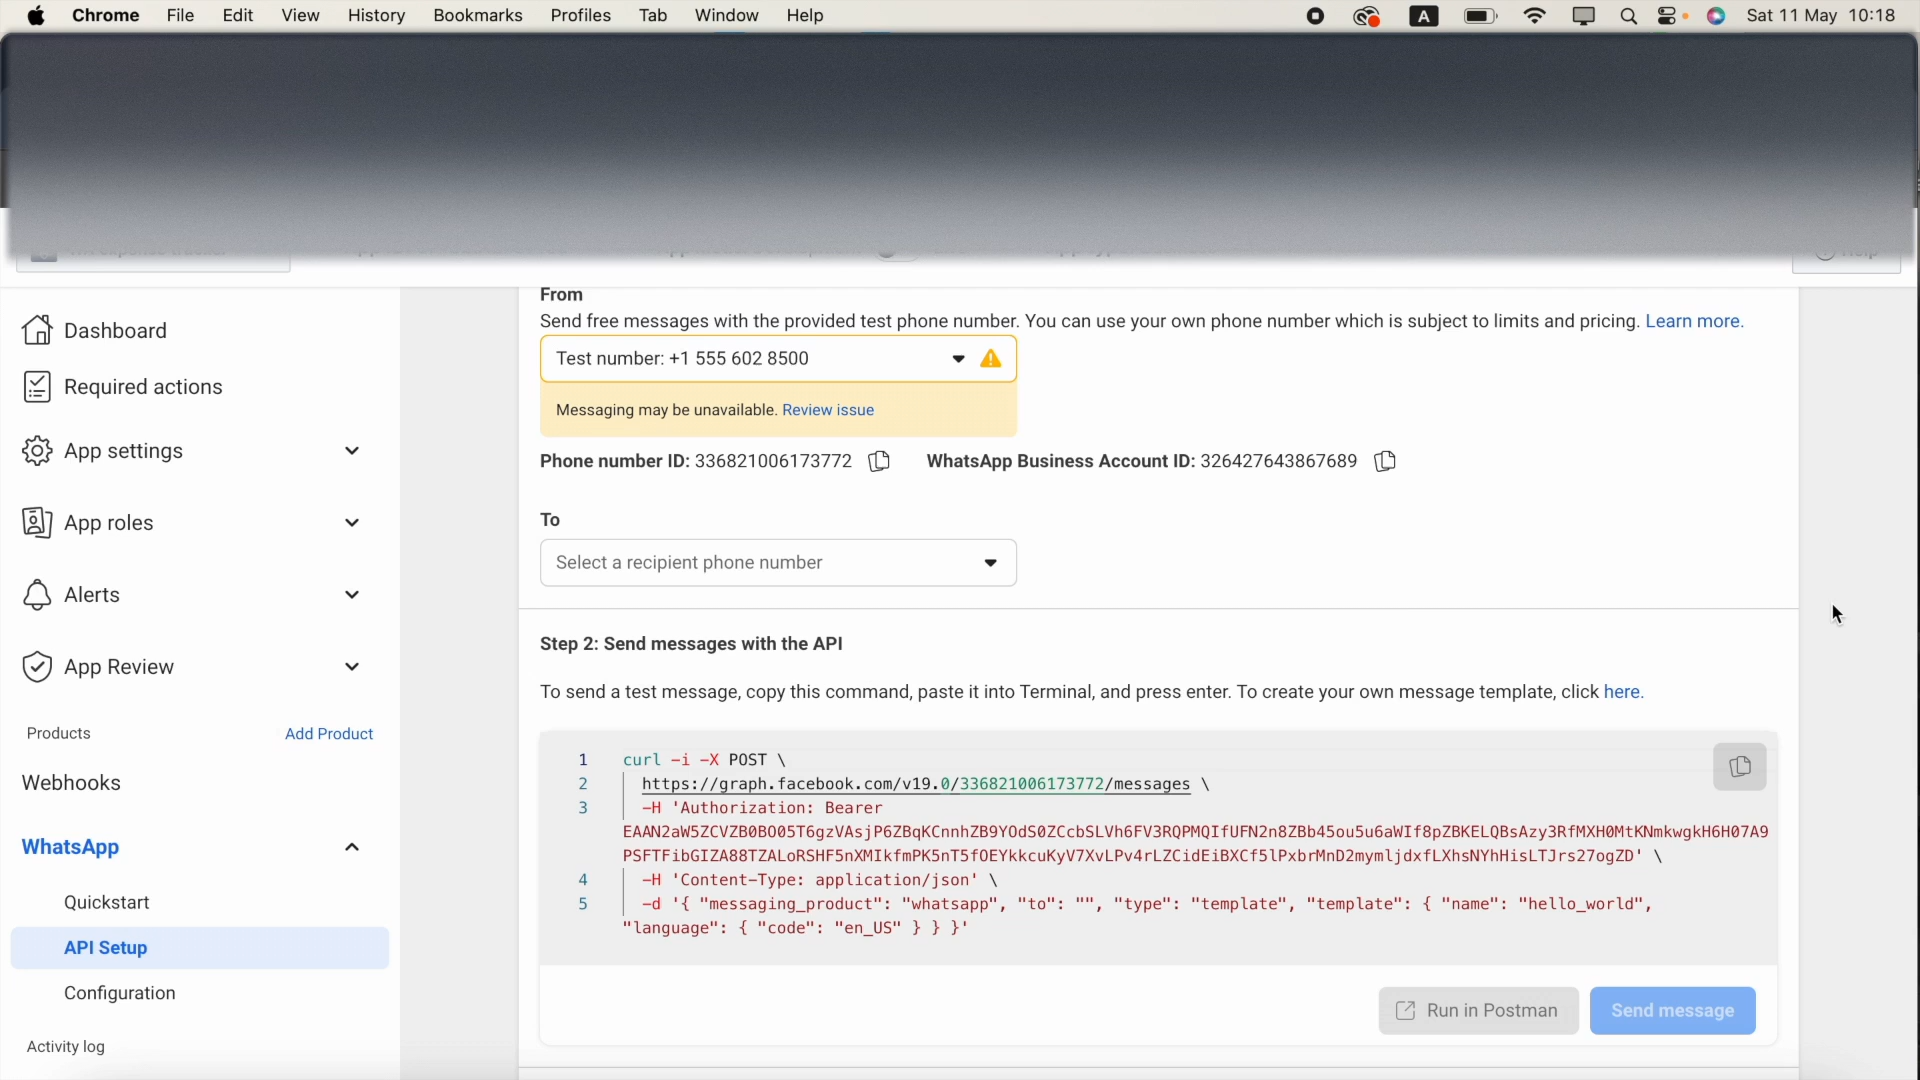 Chrome File Edit View History Bookmarks Profiles Tab Window Help A Sat 11 May 10:18
From
Send free messages with the provided test phone number. You can use your own phone number which is subject to limits and pricing. Learn more.
Test number: +1 555 602 8500
Messaging may be unavailable. Review issue
Phone number ID: 336821006173772 WhatsApp Business Account ID: 326427643867689
To
Select a recipient phone number
Step 2: Send messages with the API
To send a test message, copy this command, paste it into Terminal, and press enter. To create your own message template, click here.
1 curl -i -X POST \
2 https://graph.facebook.com/v19.0/336821006173772/messages \
3 -H 'Authorization: Bearer
EAAN2aW5ZCVZB0BO05T6gzVAsjP6ZBqKCnnhZB9YOdS0ZCcbSLVh6FV3RQPMQIfUFN2n8ZBb45ou5u6aWIf8pZBKELQBsAzy3RfMXH0MtKNmkwgkH6H07A9
PSFTFibGIZA88TZALoRSHF5nXMIkfmPK5nT5fOEYkkcuKyV7XvLPv4rLZCidEiBXCf5lPxbrMnD2mymljdxfLXhsNYhHisLTJrs27ogZD' \
4 -H 'Content-Type: application/json' \
5 -d '{ "messaging_product": "whatsapp", "to": "", "type": "template", "template": { "name": "hello_world",
"language": { "code": "en_US" } } }'
Run in Postman Send message
Dashboard
Required actions
App settings
App roles
Alerts
App Review
Products Add Product
Webhooks
WhatsApp
Quickstart
API Setup
Configuration
Activity log